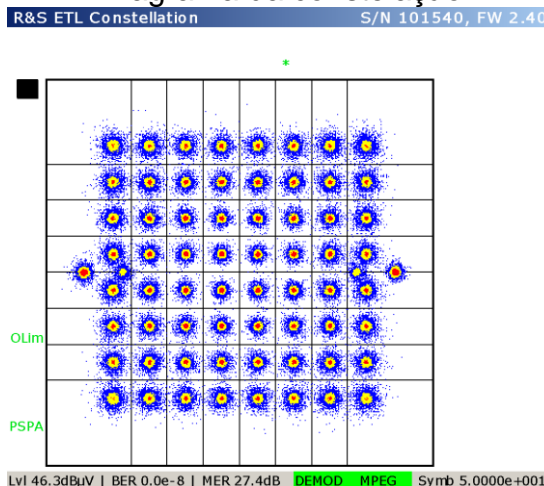 R&S ETL Constellation S/N 101540, FW 2.40
*
OLim
PSPA
Lvl 46.3dBµV | BER 0.0e-8 | MER 27.4dB DEMOD MPEG Symb 5.0000e+001